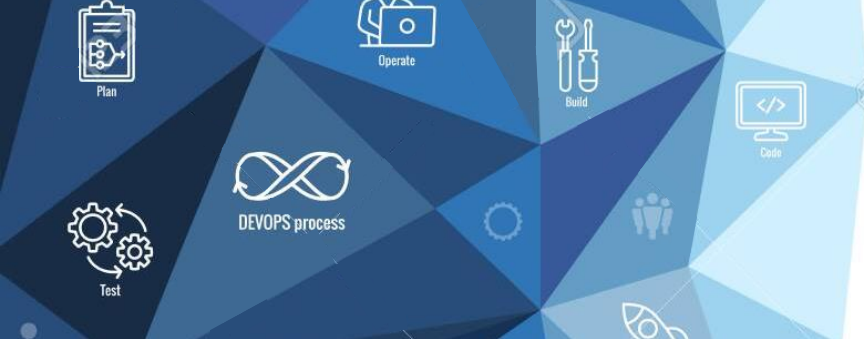 Plan
Operate
Build
Code
DEVOPS process
Test